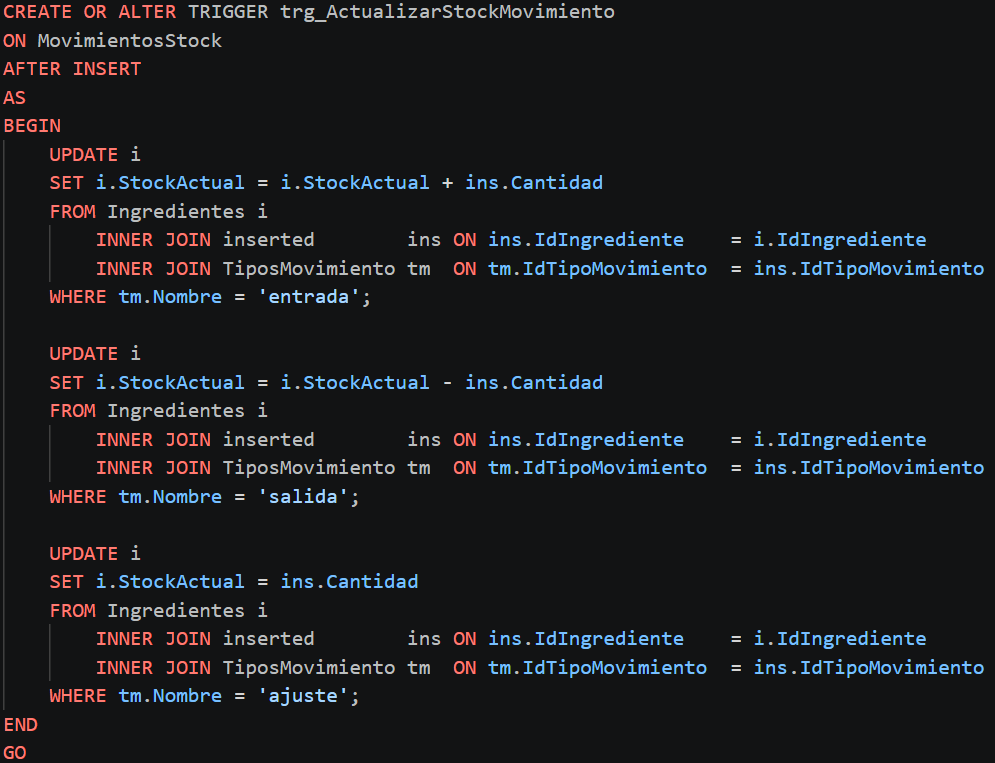 CREATE OR ALTER TRIGGER trg_ActualizarStockMovimiento
ON MovimientosStock
AFTER INSERT
AS
BEGIN
    UPDATE i
    SET i.StockActual = i.StockActual + ins.Cantidad
    FROM Ingredientes i
        INNER JOIN inserted        ins ON ins.IdIngrediente    = i.IdIngrediente
        INNER JOIN TiposMovimiento tm  ON tm.IdTipoMovimiento  = ins.IdTipoMovimiento
    WHERE tm.Nombre = 'entrada';

    UPDATE i
    SET i.StockActual = i.StockActual - ins.Cantidad
    FROM Ingredientes i
        INNER JOIN inserted        ins ON ins.IdIngrediente    = i.IdIngrediente
        INNER JOIN TiposMovimiento tm  ON tm.IdTipoMovimiento  = ins.IdTipoMovimiento
    WHERE tm.Nombre = 'salida';

    UPDATE i
    SET i.StockActual = ins.Cantidad
    FROM Ingredientes i
        INNER JOIN inserted        ins ON ins.IdIngrediente    = i.IdIngrediente
        INNER JOIN TiposMovimiento tm  ON tm.IdTipoMovimiento  = ins.IdTipoMovimiento
    WHERE tm.Nombre = 'ajuste';
END
GO